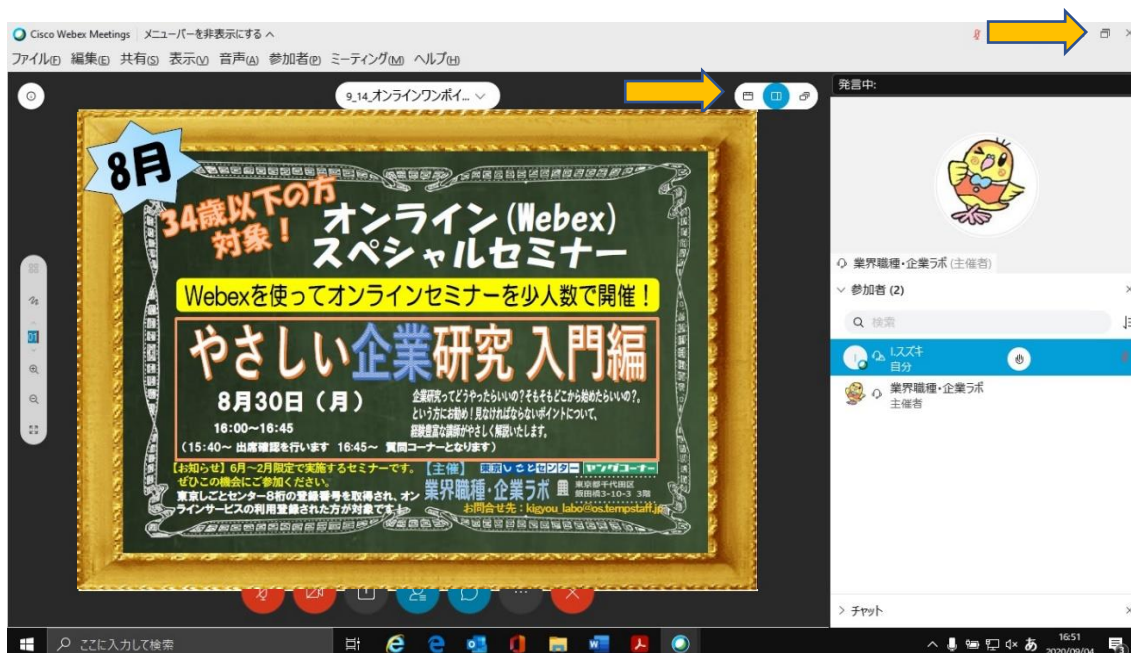 Cisco Webex Meetings メニューバーを非表示にする
ファイル(F) 編集(E) 共有(S) 表示(V) 音声(A) 参加者(P) ミーティング(M) ヘルプ(H)
9_14_オンラインワンポイ...
8月
34歳以下の方
対象！
オンライン(Webex)
スペシャルセミナー
Webexを使ってオンラインセミナーを少人数で開催！
やさしい企業研究 入門編
8月30日（月）
16:00～16:45
企業研究ってどうやったらいいの？そもそもどこから始めたらいいの？。
という方にお勧め！見なければならないポイントについて、
経験豊富な講師がやさしく解説いたします。
（15:40～ 出席確認を行います 16:45～ 質問コーナーとなります）
【お知らせ】6月～2月限定で実施するセミナーです。
ぜひこの機会にご参加ください。
東京しごとセンター8桁の登録番号を取得され、オン
ラインサービスの利用登録された方が対象です！
【主催】 東京しごとセンター ヤングコーナー
業界職種・企業ラボ
東京都千代田区
飯田橋3-10-3 3階
お問合せ先：kigyou_labo@os.tempstaff.jp
01
発言中:
業界職種・企業ラボ (主催者)
参加者 (2)
検索
I.スズキ
自分
業界職種・企業ラボ
主催者
チャット
ここに入力して検索
あ
16:51
2020/09/04